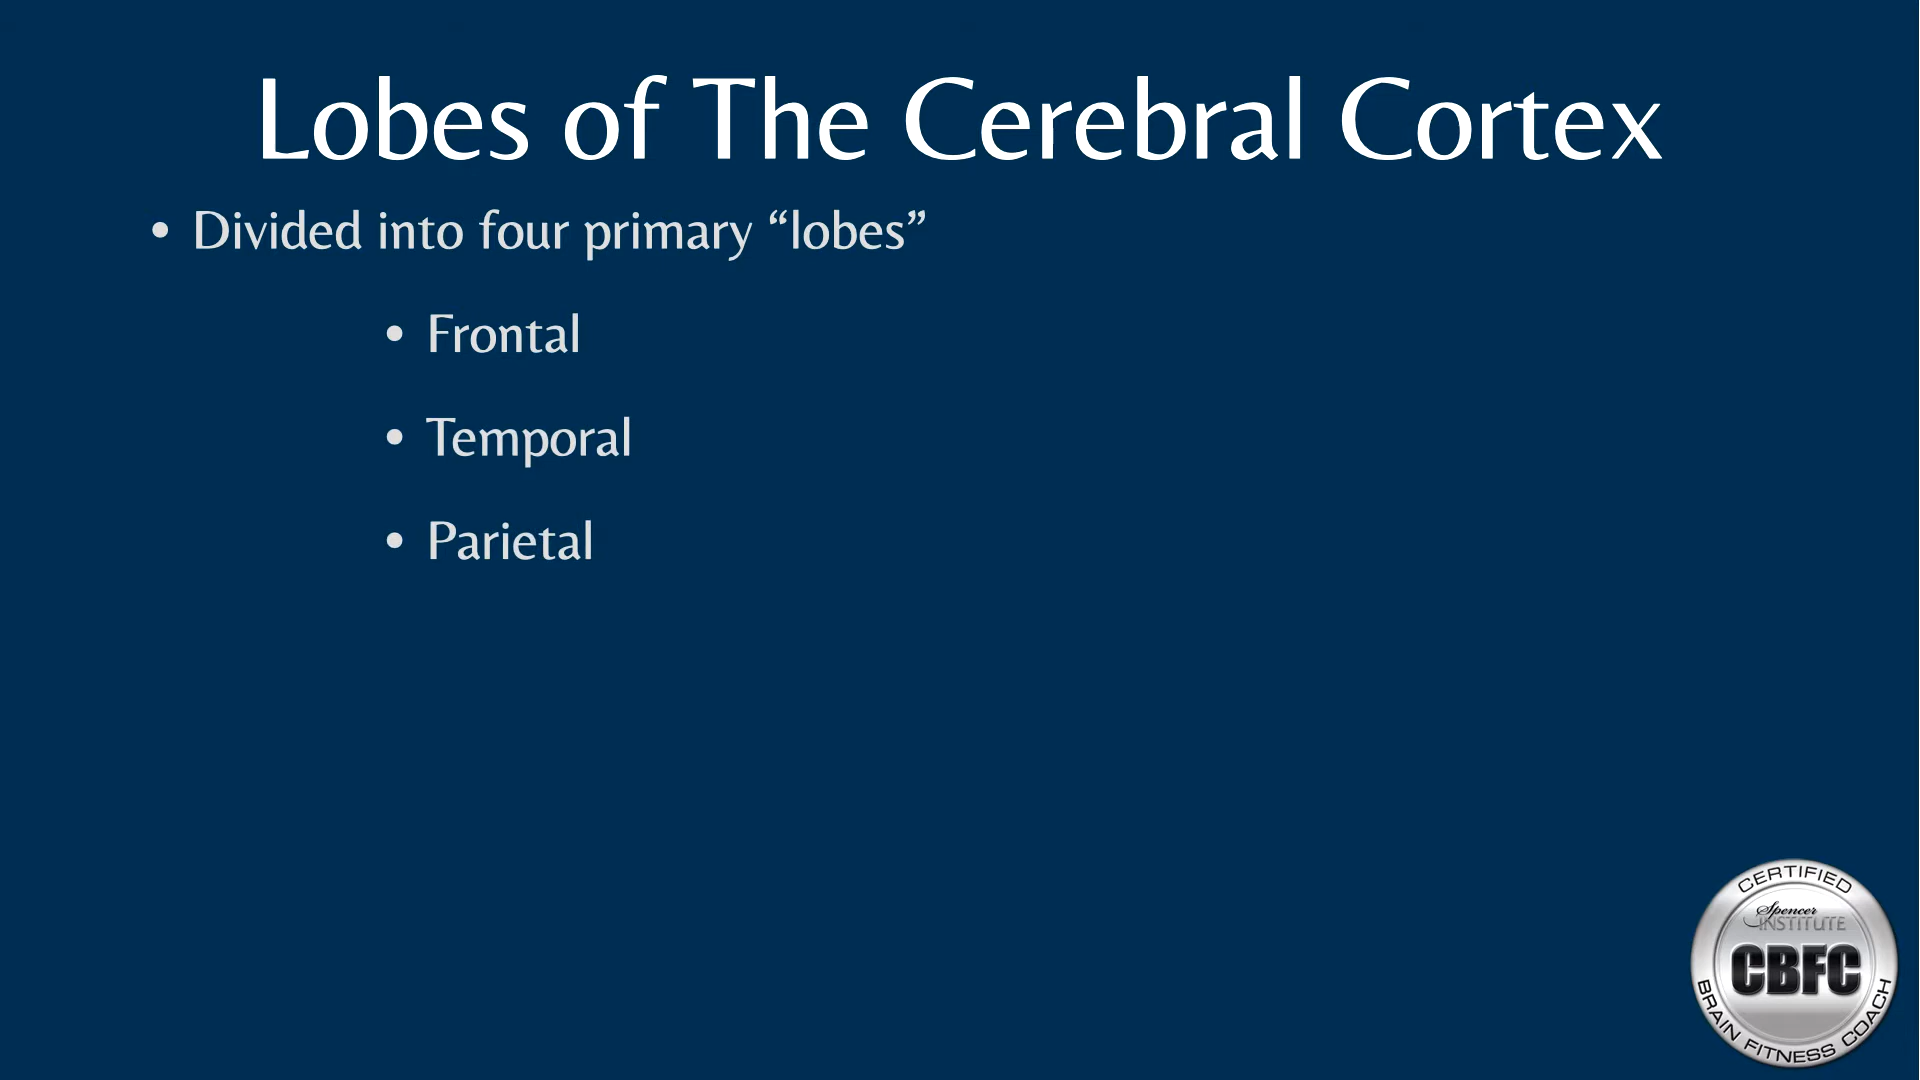 Lobes of The Cerebral Cortex
• Divided into four primary “lobes”
• Frontal
• Temporal
• Parietal
CERTIFIED
Spencer
INSTITUTE
CBFC
BRAIN FITNESS COACH